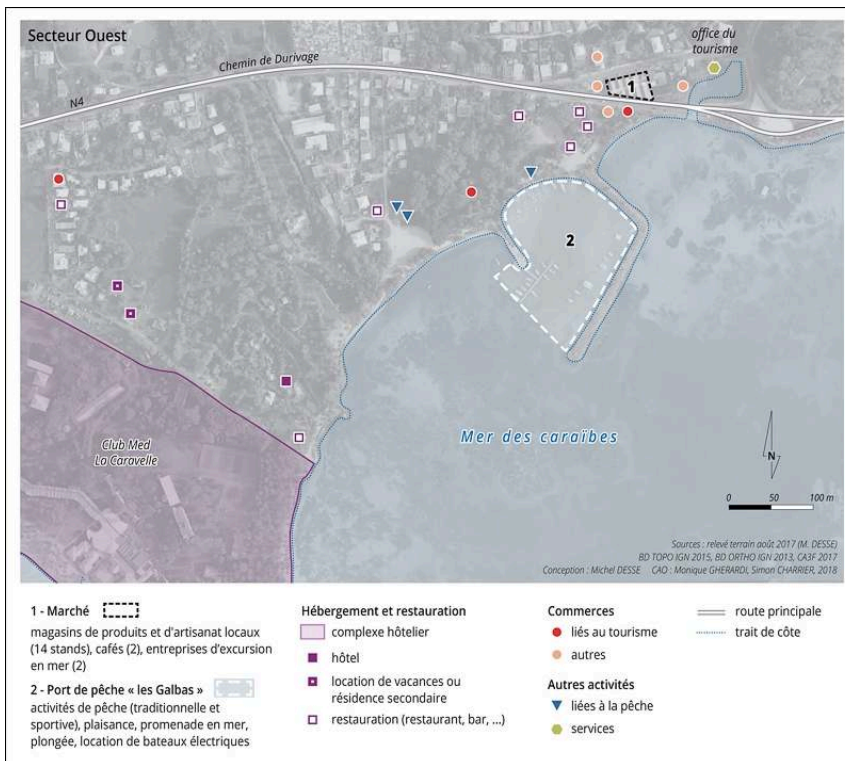 Secteur Ouest
office du
tourisme
Chemin de Durivage
N4
1
2
Club Med
La Caravelle
Mer des caraïbes
N
0 50 100 m
Sources : relevé terrain août 2017 (M. DESSE)
BD TOPO IGN 2015, BD ORTHO IGN 2013, CA3F 2017
Conception : Michel DESSE CAO : Monique GHERARDI, Simon CHARRIER, 2018
1 - Marché
magasins de produits et d'artisanat locaux
(14 stands), cafés (2), entreprises d'excursion
en mer (2)
2 - Port de pêche « les Galbas »
activités de pêche (traditionnelle et
sportive), plaisance, promenade en mer,
plongée, location de bateaux électriques
Hébergement et restauration
complexe hôtelier
hôtel
location de vacances ou
résidence secondaire
restauration (restaurant, bar, ...)
Commerces
liés au tourisme
autres
Autres activités
liées à la pêche
services
route principale
trait de côte